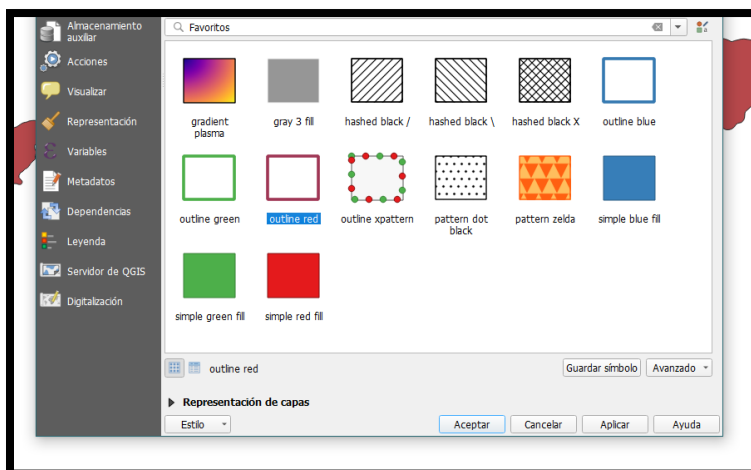 Almacenamiento
auxiliar
Acciones
Visualizar
Representación
Variables
Metadatos
Dependencias
Leyenda
Servidor de QGIS
Digitalización
Favoritos
gradient
plasma
gray 3 fill
hashed black /
hashed black \
hashed black X
outline blue
outline green
outline red
outline xpattern
pattern dot
black
pattern zelda
simple blue fill
simple green fill
simple red fill
outline red
Guardar símbolo
Avanzado
Representación de capas
Estilo
Aceptar
Cancelar
Aplicar
Ayuda